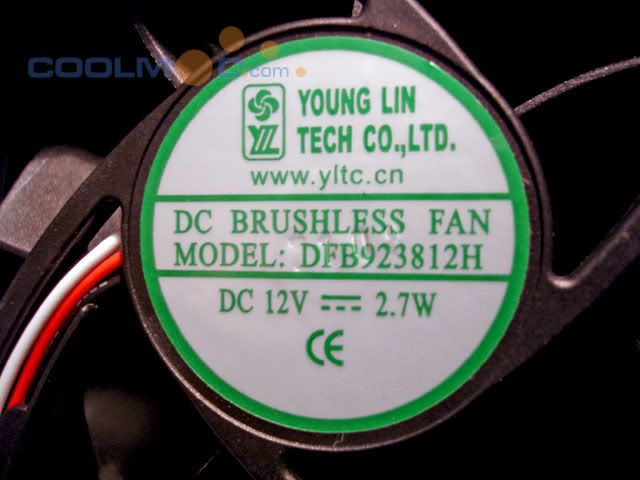 COOLMOD.com
YLL
YOUNG LIN
TECH CO.,LTD.
www.yltc.cn
DC BRUSHLESS FAN
MODEL: DFB923812H
DC 12V 2.7W
CE